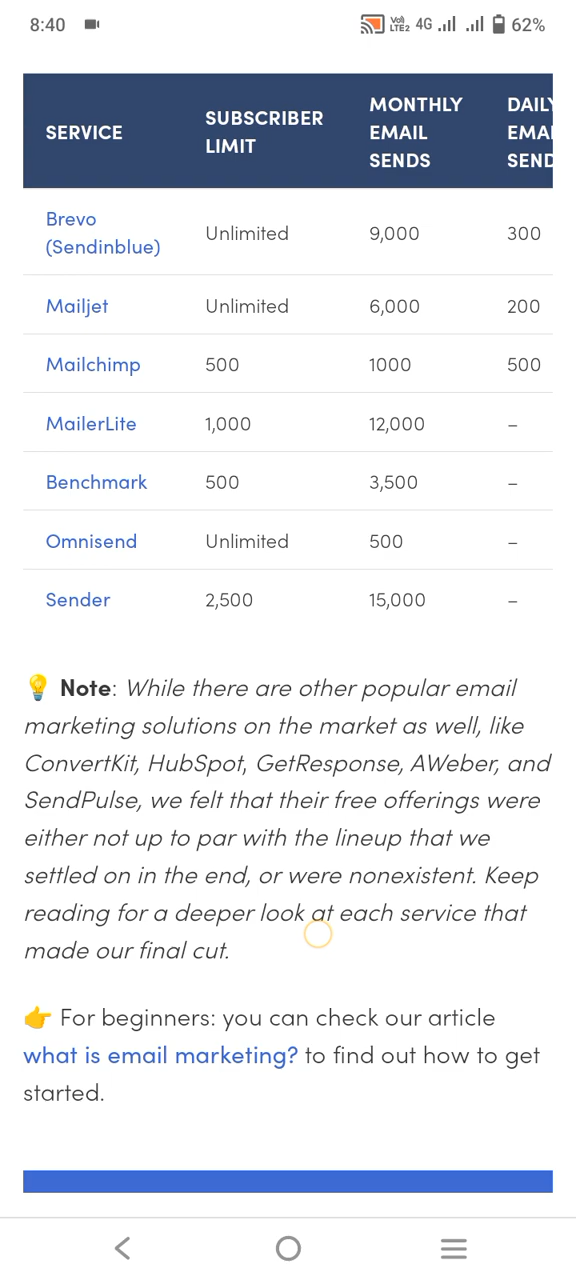 8:40 Vo) LTE2 4G 62%
SERVICE SUBSCRIBER LIMIT MONTHLY EMAIL SENDS DAILY EMAI SEND
Brevo (Sendinblue) Unlimited 9,000 300
Mailjet Unlimited 6,000 200
Mailchimp 500 1000 500
MailerLite 1,000 12,000 –
Benchmark 500 3,500 –
Omnisend Unlimited 500 –
Sender 2,500 15,000 –
💡 Note: While there are other popular email
marketing solutions on the market as well, like
ConvertKit, HubSpot, GetResponse, AWeber, and
SendPulse, we felt that their free offerings were
either not up to par with the lineup that we
settled on in the end, or were nonexistent. Keep
reading for a deeper look at each service that
made our final cut.
👉 For beginners: you can check our article
what is email marketing? to find out how to get
started.